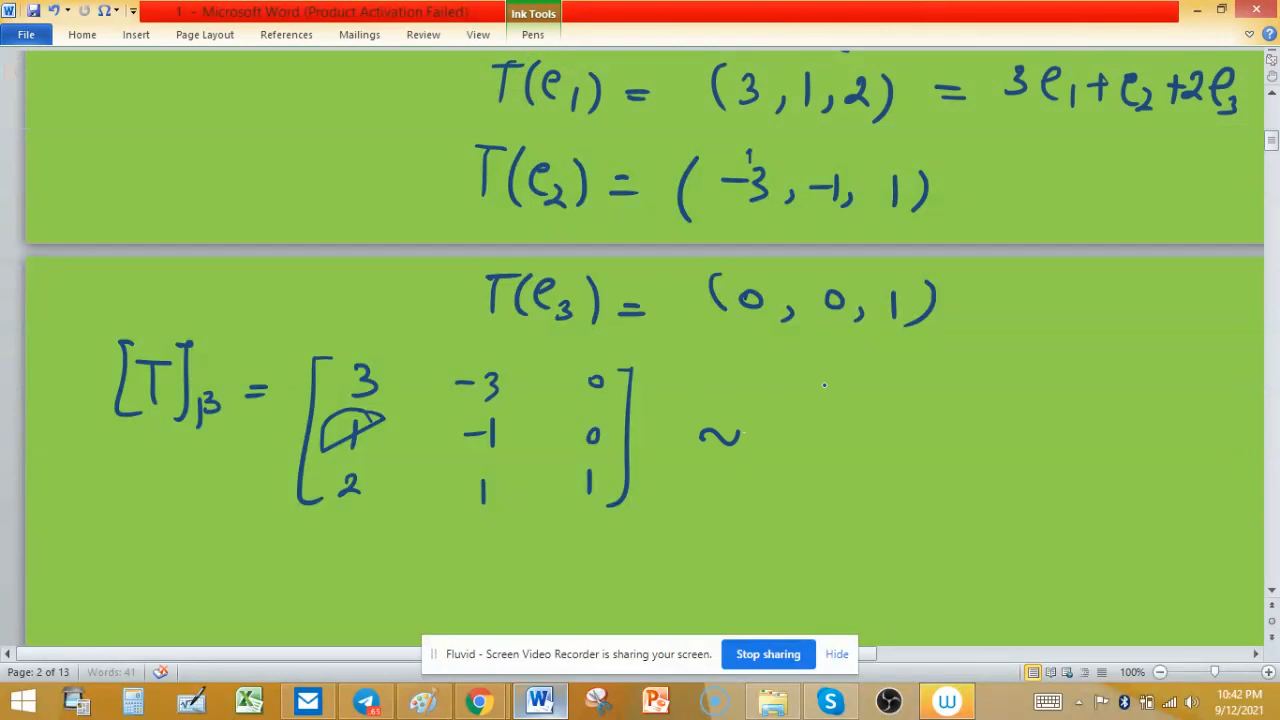 1 - Microsoft Word (Product Activation Failed)
Ink Tools
File Home Insert Page Layout References Mailings Review View Pens
T(e₁) = (3, 1, 2) = 3e₁ + e₂ + 2e₃
T(e₂) = (-3, -1, 1)
T(e₃) = (0, 0, 1)
[T]β = [3 -3 0
1 -1 0
2 1 1] ~
Fluvid - Screen Video Recorder is sharing your screen. Stop sharing Hide
Page: 2 of 13 Words: 41 100%
10:42 PM
9/12/2021